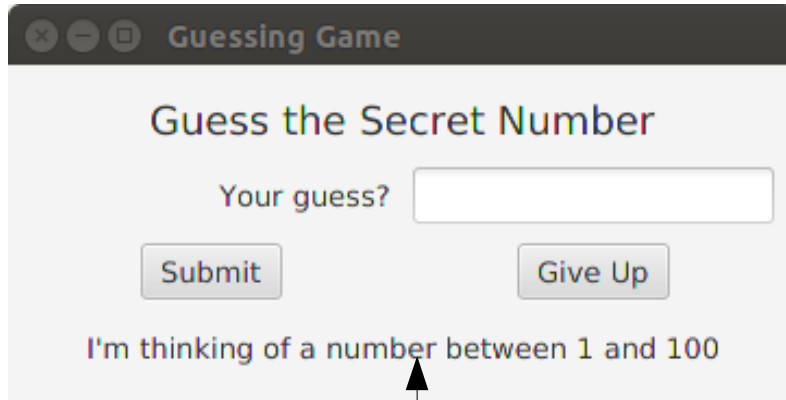 Guessing Game
Guess the Secret Number
Your guess?
Submit Give Up
I'm thinking of a number between 1 and 100